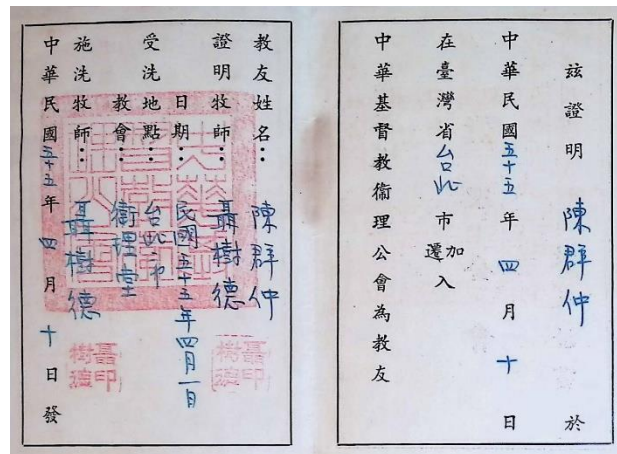 茲證明 陳群仲 於
中華民國五十五年四月十日
在臺灣省台北市加遷入
中華基督教衛理公會為教友
教友姓名：陳群仲
證明牧師：聶樹德
聶印樹德
日期：民國五十五年四月一日
受洗地點：台北市
教會：衛理堂
施洗牧師：聶樹德
聶印樹德
中華民國五十五年四月十日發